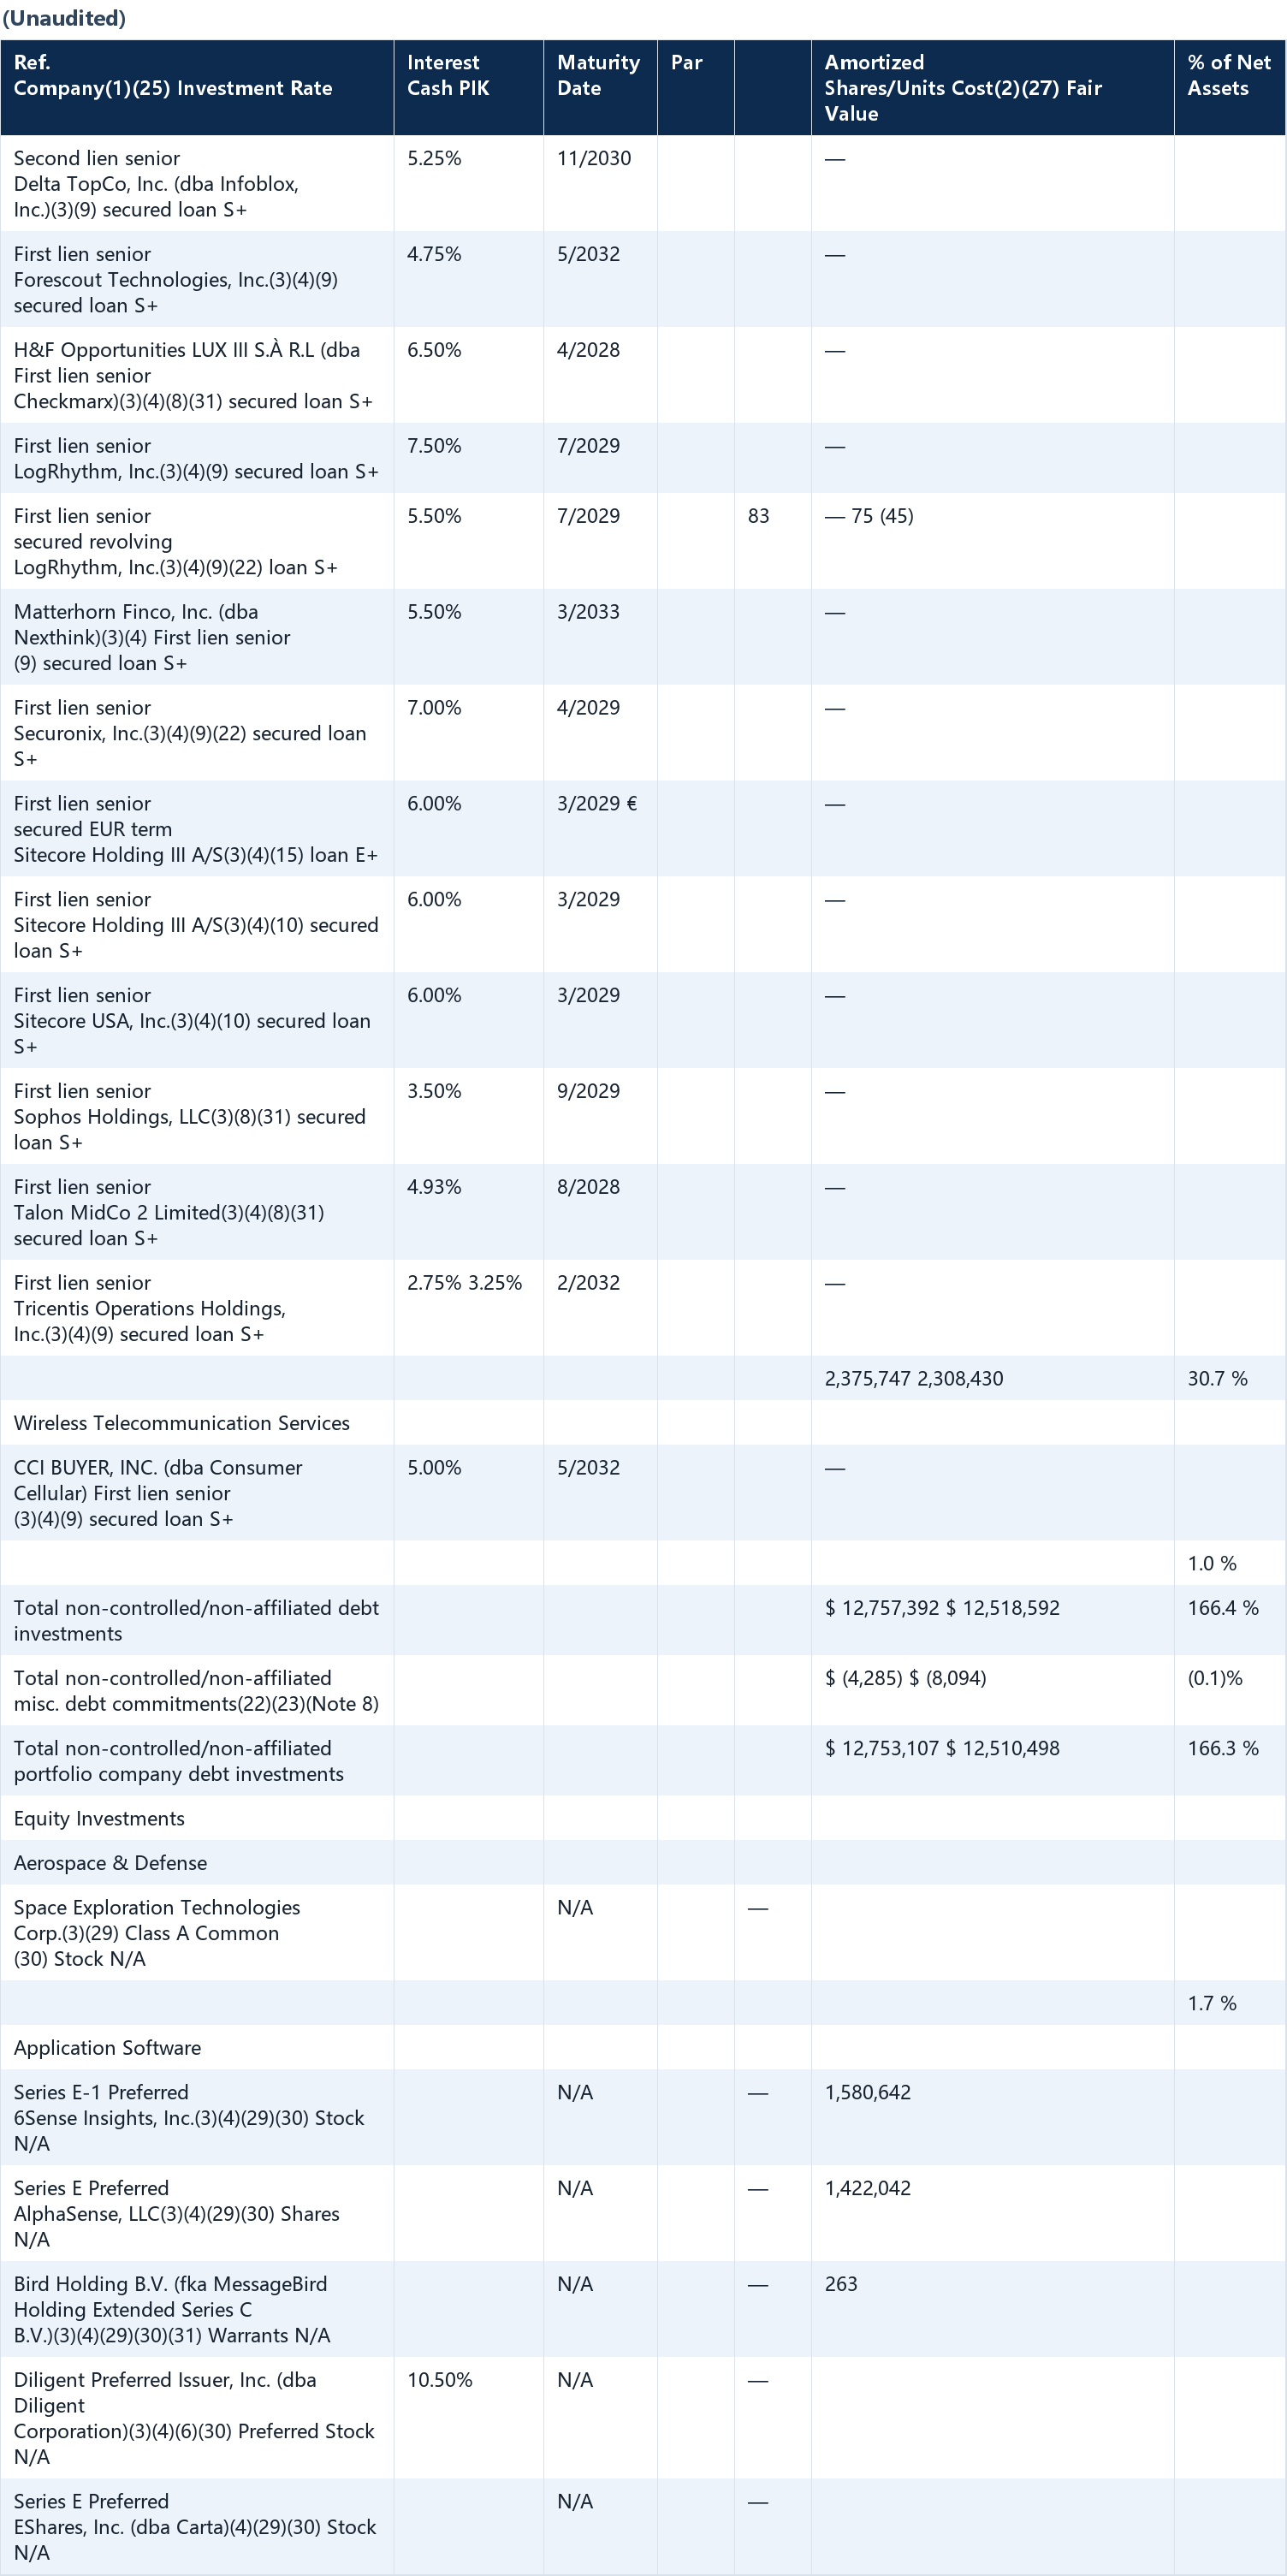 (Unaudited)
Ref.
Company(1)(25) Investment Rate
Interest
Cash PIK
Maturity
Date
Par
Amortized
Shares/Units Cost(2)(27) Fair
Value
% of Net
Assets
Second lien senior
Delta TopCo, Inc. (dba Infoblox,
Inc.)(3)(9) secured loan S+
5.25%
11/2030
—
First lien senior
Forescout Technologies, Inc.(3)(4)(9)
secured loan S+
4.75%
5/2032
—
H&F Opportunities LUX III S.À R.L (dba
First lien senior
Checkmarx)(3)(4)(8)(31) secured loan S+
6.50%
4/2028
—
First lien senior
LogRhythm, Inc.(3)(4)(9) secured loan S+
7.50%
7/2029
—
First lien senior
secured revolving
LogRhythm, Inc.(3)(4)(9)(22) loan S+
5.50%
7/2029
83
— 75 (45)
Matterhorn Finco, Inc. (dba
Nexthink)(3)(4) First lien senior
(9) secured loan S+
5.50%
3/2033
—
First lien senior
Securonix, Inc.(3)(4)(9)(22) secured loan
S+
7.00%
4/2029
—
First lien senior
secured EUR term
Sitecore Holding III A/S(3)(4)(15) loan E+
6.00%
3/2029 €
—
First lien senior
Sitecore Holding III A/S(3)(4)(10) secured
loan S+
6.00%
3/2029
—
First lien senior
Sitecore USA, Inc.(3)(4)(10) secured loan
S+
6.00%
3/2029
—
First lien senior
Sophos Holdings, LLC(3)(8)(31) secured
loan S+
3.50%
9/2029
—
First lien senior
Talon MidCo 2 Limited(3)(4)(8)(31)
secured loan S+
4.93%
8/2028
—
First lien senior
Tricentis Operations Holdings,
Inc.(3)(4)(9) secured loan S+
2.75% 3.25%
2/2032
—
2,375,747 2,308,430
30.7 %
Wireless Telecommunication Services
CCI BUYER, INC. (dba Consumer
Cellular) First lien senior
(3)(4)(9) secured loan S+
5.00%
5/2032
—
1.0 %
Total non-controlled/non-affiliated debt
investments
$ 12,757,392 $ 12,518,592
166.4 %
Total non-controlled/non-affiliated
misc. debt commitments(22)(23)(Note 8)
$ (4,285) $ (8,094)
(0.1)%
Total non-controlled/non-affiliated
portfolio company debt investments
$ 12,753,107 $ 12,510,498
166.3 %
Equity Investments
Aerospace & Defense
Space Exploration Technologies
Corp.(3)(29) Class A Common
(30) Stock N/A
N/A
—
1.7 %
Application Software
Series E-1 Preferred
6Sense Insights, Inc.(3)(4)(29)(30) Stock
N/A
N/A
—
1,580,642
Series E Preferred
AlphaSense, LLC(3)(4)(29)(30) Shares
N/A
N/A
—
1,422,042
Bird Holding B.V. (fka MessageBird
Holding Extended Series C
B.V.)(3)(4)(29)(30)(31) Warrants N/A
N/A
—
263
Diligent Preferred Issuer, Inc. (dba
Diligent
Corporation)(3)(4)(6)(30) Preferred Stock
N/A
10.50%
N/A
—
Series E Preferred
EShares, Inc. (dba Carta)(4)(29)(30) Stock
N/A
N/A
—